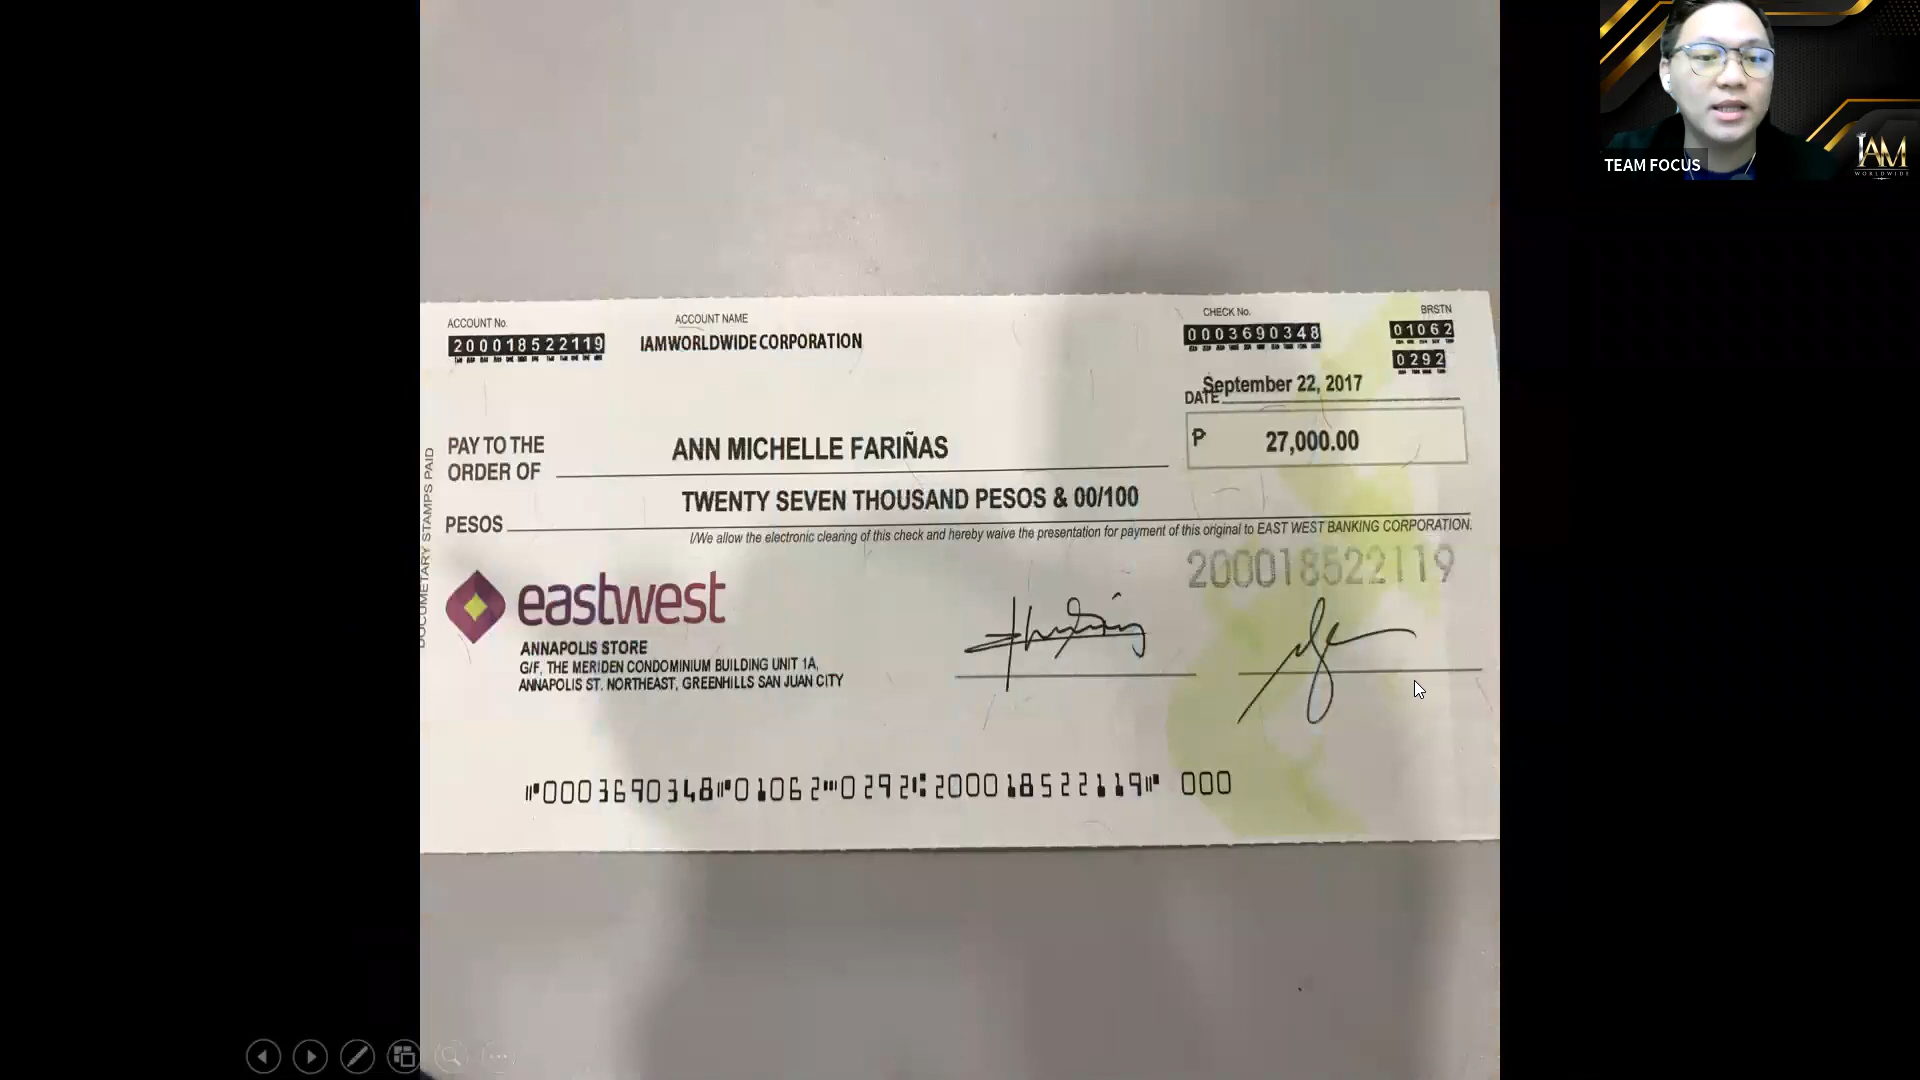 TEAM FOCUS
IAM
WORLDWIDE
ACCOUNT No.
200018522119
ACCOUNT NAME
IAMWORLDWIDE CORPORATION
CHECK No.
0003690348
BRSTN
01062
0292
September 22, 2017
DATE
PAY TO THE
ORDER OF
ANN MICHELLE FARIÑAS
₱ 27,000.00
TWENTY SEVEN THOUSAND PESOS & 00/100
PESOS
I/We allow the electronic clearing of this check and hereby waive the presentation for payment of this original to EAST WEST BANKING CORPORATION.
200018522119
DOCUMETARY STAMPS PAID
eastwest
ANNAPOLIS STORE
G/F, THE MERIDEN CONDOMINIUM BUILDING UNIT 1A,
ANNAPOLIS ST. NORTHEAST, GREENHILLS SAN JUAN CITY
⑈0003690348⑈01062⑉0292⑆200018522119⑈ 000